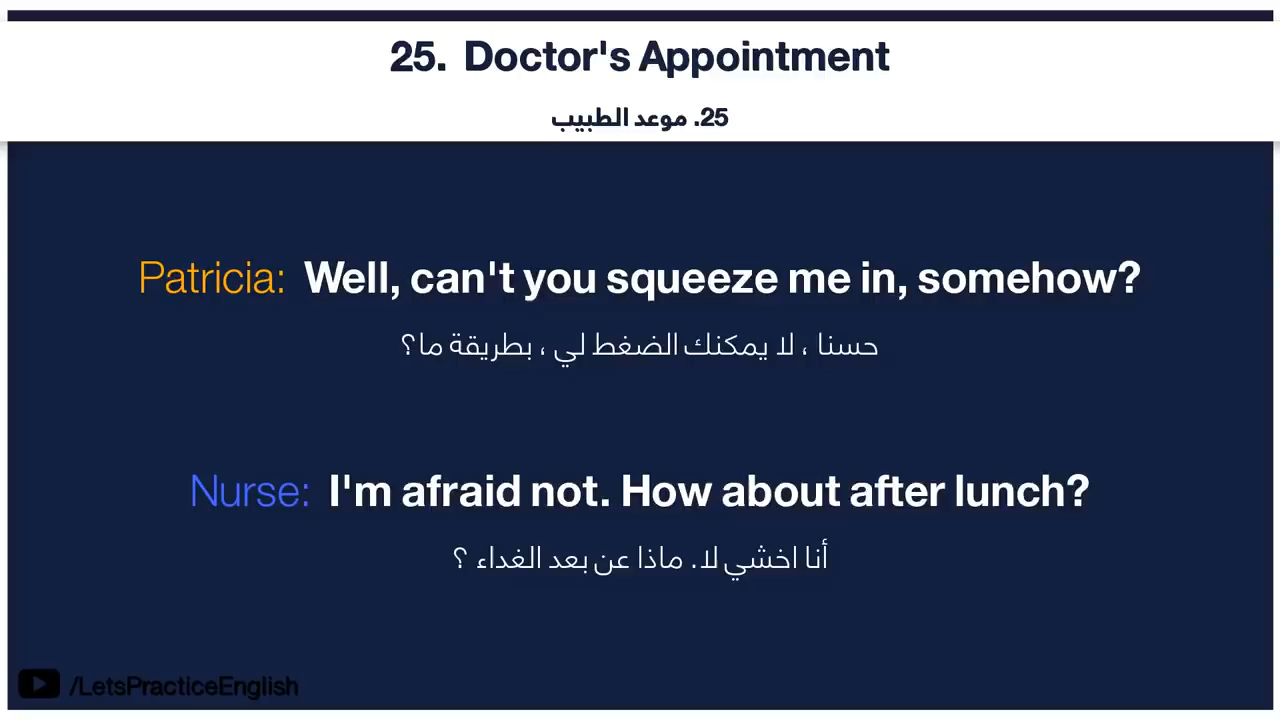 25. Doctor's Appointment
25. موعد الطبيب
Patricia: Well, can't you squeeze me in, somehow?
حسنا ، لا يمكنك الضغط لي ، بطريقة ما؟
Nurse: I'm afraid not. How about after lunch?
أنا اخشي لا. ماذا عن بعد الغداء ؟
/LetsPracticeEnglish